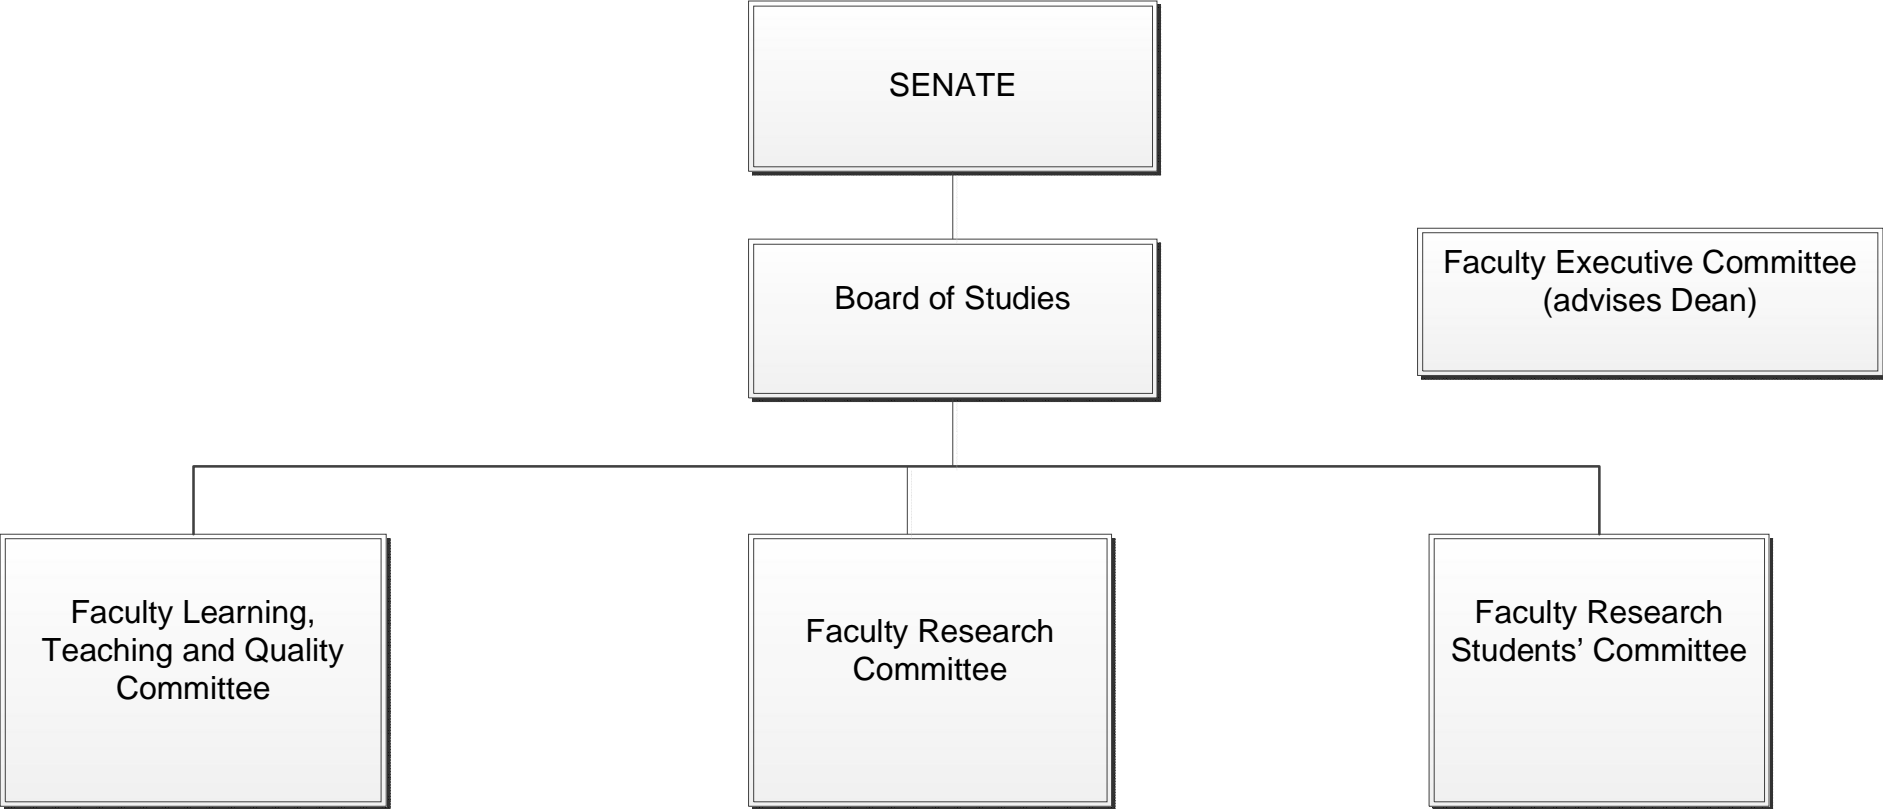 SENATE
Board of Studies
Faculty Executive Committee
(advises Dean)
Faculty Learning,
Teaching and Quality
Committee
Faculty Research
Committee
Faculty Research
Students’ Committee